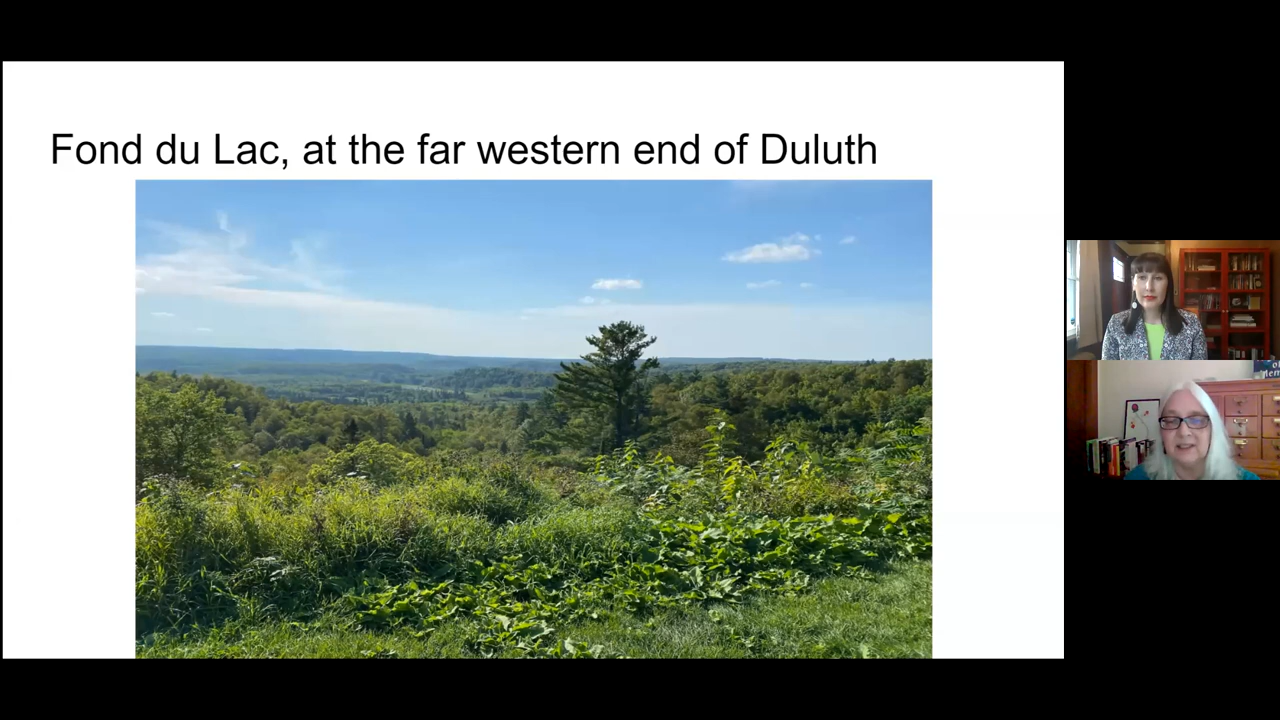 Fond du Lac, at the far western end of Duluth